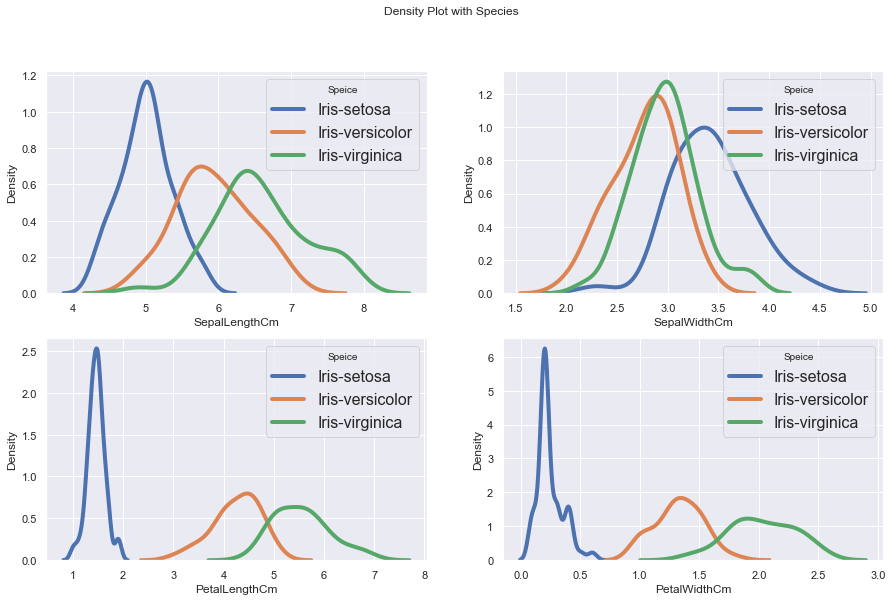 Density Plot with Species
Density
1.2
1.0
0.8
0.6
0.4
0.2
0.0
4 5 6 7 8
SepalLengthCm
Speice
Iris-setosa
Iris-versicolor
Iris-virginica
Density
1.2
1.0
0.8
0.6
0.4
0.2
0.0
1.5 2.0 2.5 3.0 3.5 4.0 4.5 5.0
SepalWidthCm
Speice
Iris-setosa
Iris-versicolor
Iris-virginica
Density
2.5
2.0
1.5
1.0
0.5
0.0
1 2 3 4 5 6 7 8
PetalLengthCm
Speice
Iris-setosa
Iris-versicolor
Iris-virginica
Density
6
5
4
3
2
1
0
0.0 0.5 1.0 1.5 2.0 2.5 3.0
PetalWidthCm
Speice
Iris-setosa
Iris-versicolor
Iris-virginica